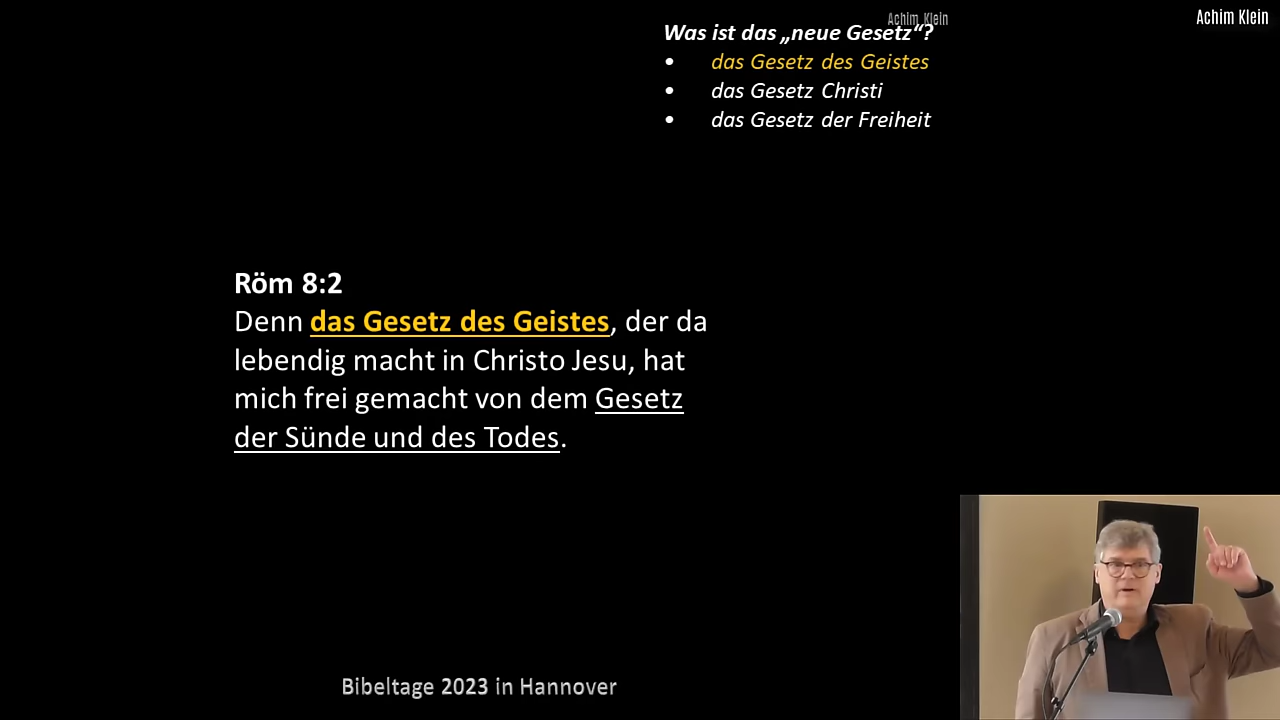 Achim Klein
Achim Klein
Was ist das „neue Gesetz“?
• das Gesetz des Geistes
• das Gesetz Christi
• das Gesetz der Freiheit
Röm 8:2
Denn das Gesetz des Geistes, der da
lebendig macht in Christo Jesu, hat
mich frei gemacht von dem Gesetz
der Sünde und des Todes.
Bibeltage 2023 in Hannover